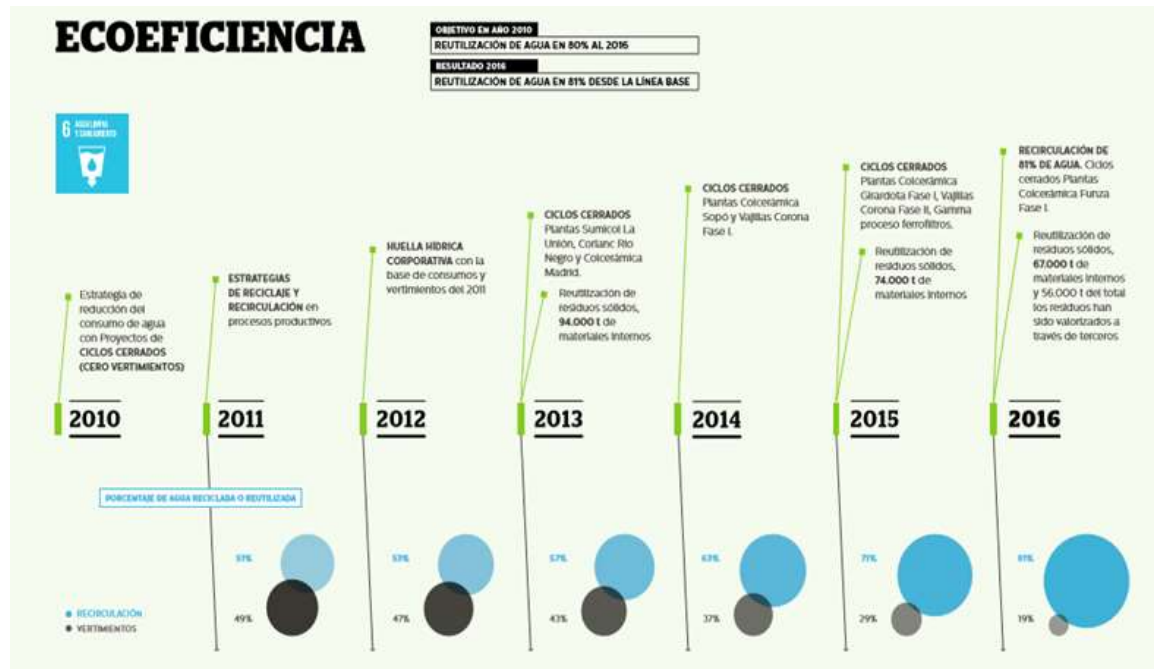 ECOEFICIENCIA
OBJETIVO EN AÑO 2010
REUTILIZACIÓN DE AGUA EN 80% AL 2016
RESULTADO 2016
REUTILIZACIÓN DE AGUA EN 81% DESDE LA LÍNEA BASE
6 AGUA LIMPIA
Y SANEAMIENTO
Estrategia de
reducción del
consumo de agua
con Proyectos de
CICLOS CERRADOS
(CERO VERTIMIENTOS)
ESTRATEGIAS
DE RECICLAJE Y
RECIRCULACIÓN en
procesos productivos
HUELLA HÍDRICA
CORPORATIVA con la
base de consumos y
vertimientos del 2011
CICLOS CERRADOS
Plantas Sumicol La
Unión, Corlanc Rio
Negro y Colcerámica
Madrid.
Reutilización de
residuos sólidos,
94.000 t de
materiales internos
CICLOS CERRADOS
Plantas Colcerámica
Sopó y Vajillas Corona
Fase I.
CICLOS CERRADOS
Plantas Colcerámica
Girardota Fase I, Vajillas
Corona Fase II, Gamma
proceso ferrofiltros.
Reutilización de
residuos sólidos,
74.000 t de
materiales internos
RECIRCULACIÓN DE
81% DE AGUA. Ciclos
cerrados Plantas
Colcerámica Funza
Fase I.
Reutilización de
residuos sólidos,
67.000 t de
materiales internos
y 56.000 t del total
los residuos han
sido valorizados a
través de terceros
2010
2011
2012
2013
2014
2015
2016
PORCENTAJE DE AGUA RECICLADA O REUTILIZADA
51%
53%
57%
63%
71%
81%
49%
47%
43%
37%
29%
19%
RECIRCULACIÓN
VERTIMIENTOS